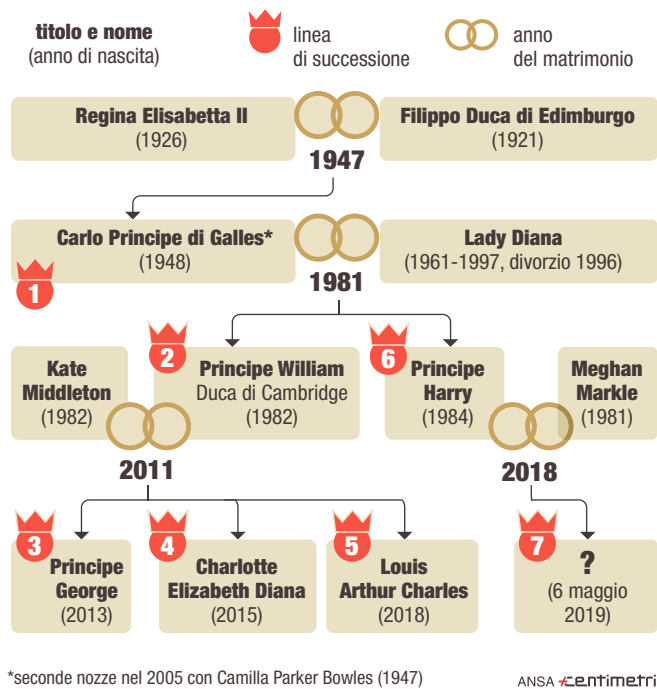 titolo e nome
(anno di nascita)
linea
di successione
anno
del matrimonio
Regina Elisabetta II
(1926)
Filippo Duca di Edimburgo
(1921)
1947
Carlo Principe di Galles*
(1948)
1
Lady Diana
(1961-1997, divorzio 1996)
1981
Kate
Middleton
(1982)
2
Principe William
Duca di Cambridge
(1982)
6
Principe
Harry
(1984)
Meghan
Markle
(1981)
2011
2018
3
Principe
George
(2013)
4
Charlotte
Elizabeth Diana
(2015)
5
Louis
Arthur Charles
(2018)
7
?
(6 maggio
2019)
*seconde nozze nel 2005 con Camilla Parker Bowles (1947)
ANSA centimetri